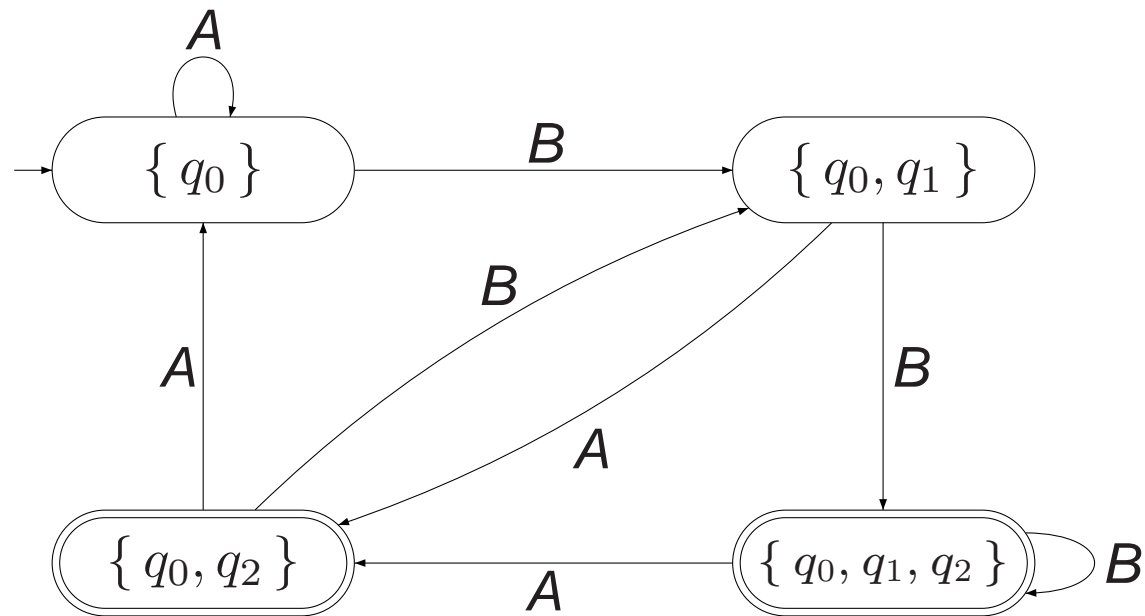 A
{ q₀ }
B
{ q₀, q₁ }
B
A
B
A
{ q₀, q₂ }
A
{ q₀, q₁, q₂ }
B